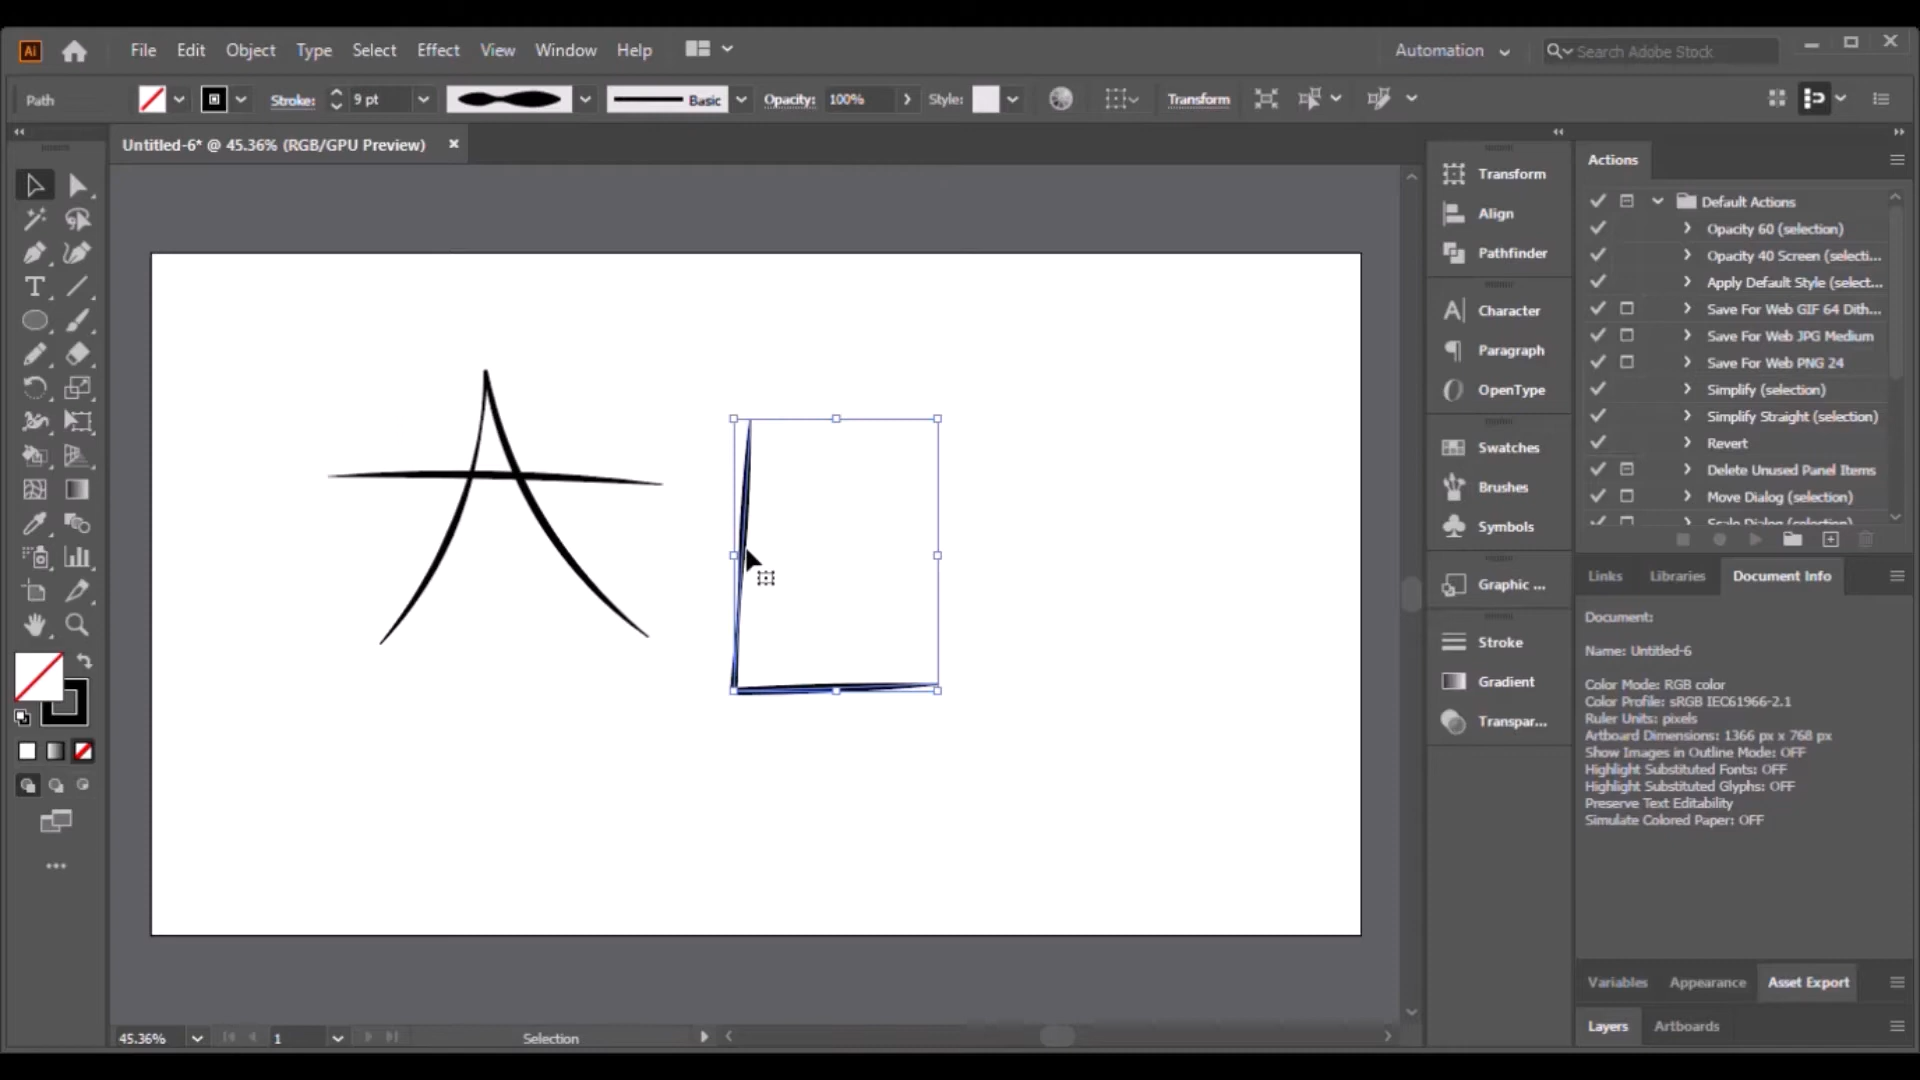 Ai File Edit Object Type Select Effect View Window Help Automation Search Adobe Stock
Path Stroke: 9 pt Basic Opacity: 100% Style: Transform
Untitled-6* @ 45.36% (RGB/GPU Preview)
Transform
Align
Pathfinder
Character
Paragraph
OpenType
Swatches
Brushes
Symbols
Graphic ...
Stroke
Gradient
Transpar...
Actions
Default Actions
Opacity 60 (selection)
Opacity 40 Screen (selecti...
Apply Default Style (select...
Save For Web GIF 64 Dith...
Save For Web JPG Medium
Save For Web PNG 24
Simplify (selection)
Simplify Straight (selection)
Revert
Delete Unused Panel Items
Move Dialog (selection)
Scale Dialog (selection)
Links Libraries Document Info
Document:
Name: Untitled-6
Color Mode: RGB color
Color Profile: sRGB IEC61966-2.1
Ruler Units: pixels
Artboard Dimensions: 1366 px x 768 px
Show Images in Outline Mode: OFF
Highlight Substituted Fonts: OFF
Highlight Substituted Glyphs: OFF
Preserve Text Editability
Simulate Colored Paper: OFF
Variables Appearance Asset Export
Layers Artboards
45.36% 1 Selection
A L